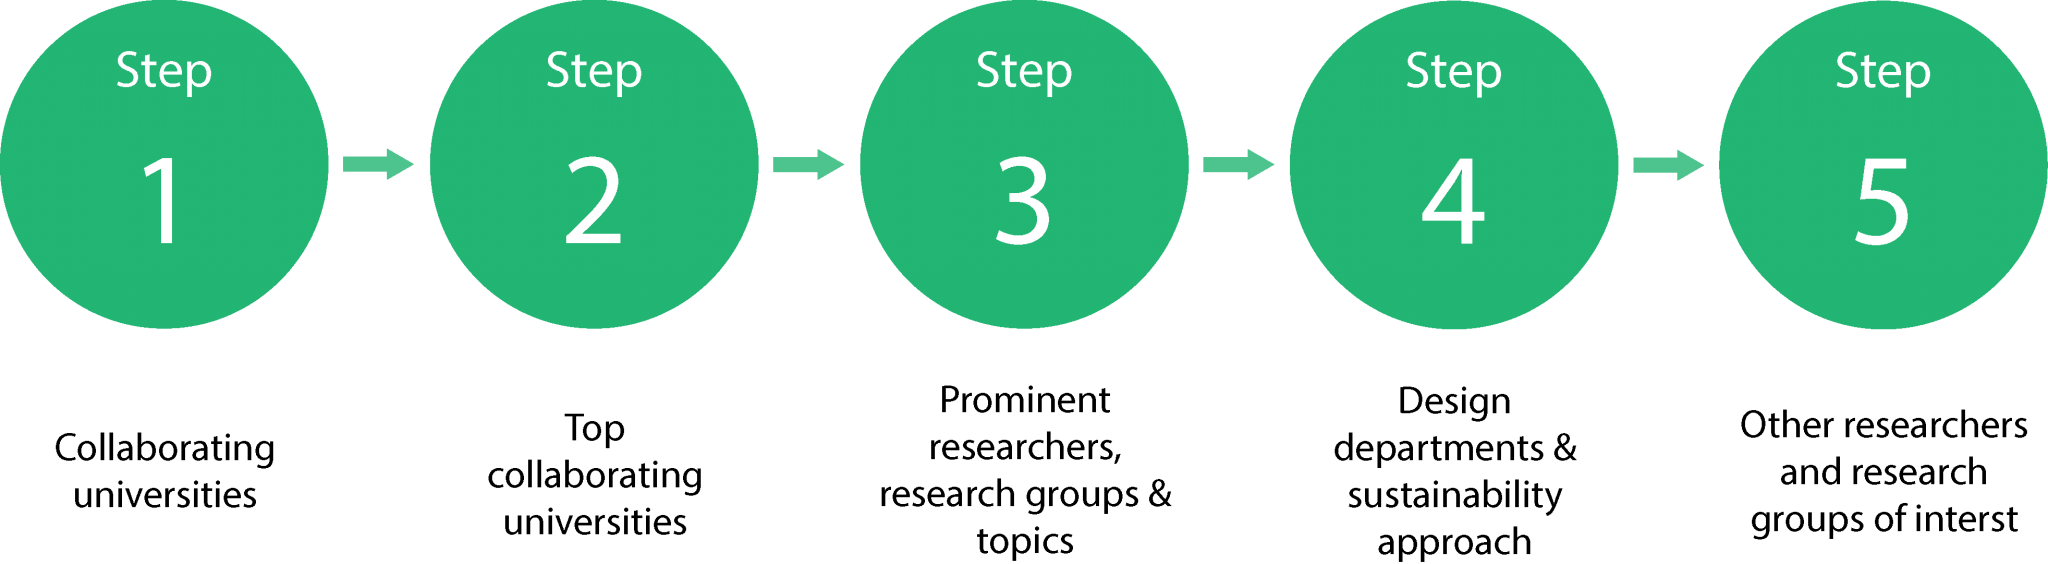 Step
1
Step
2
Step
3
Step
4
Step
5
Collaborating
universities
Top
collaborating
universities
Prominent
researchers,
research groups &
topics
Design
departments &
sustainability
approach
Other researchers
and research
groups of interst